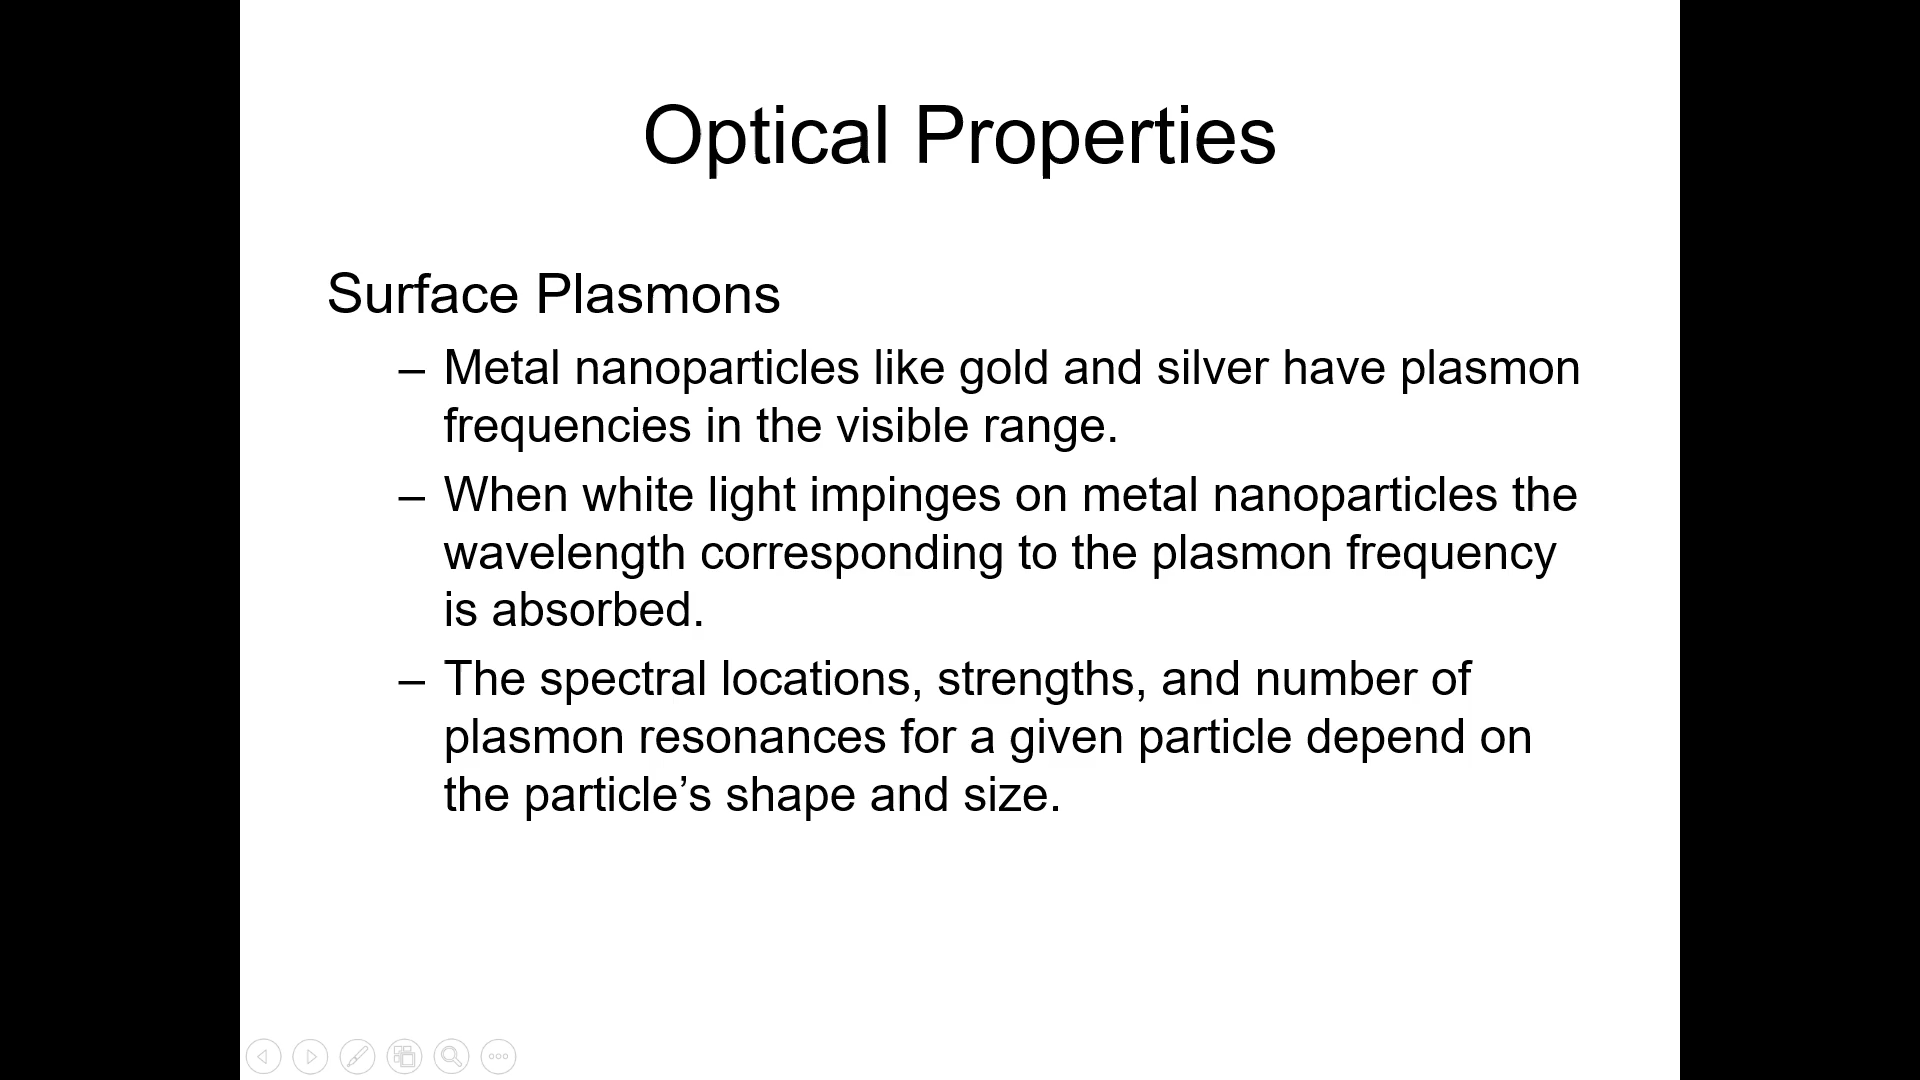 Optical Properties
Surface Plasmons
– Metal nanoparticles like gold and silver have plasmon
frequencies in the visible range.
– When white light impinges on metal nanoparticles the
wavelength corresponding to the plasmon frequency
is absorbed.
– The spectral locations, strengths, and number of
plasmon resonances for a given particle depend on
the particle’s shape and size.